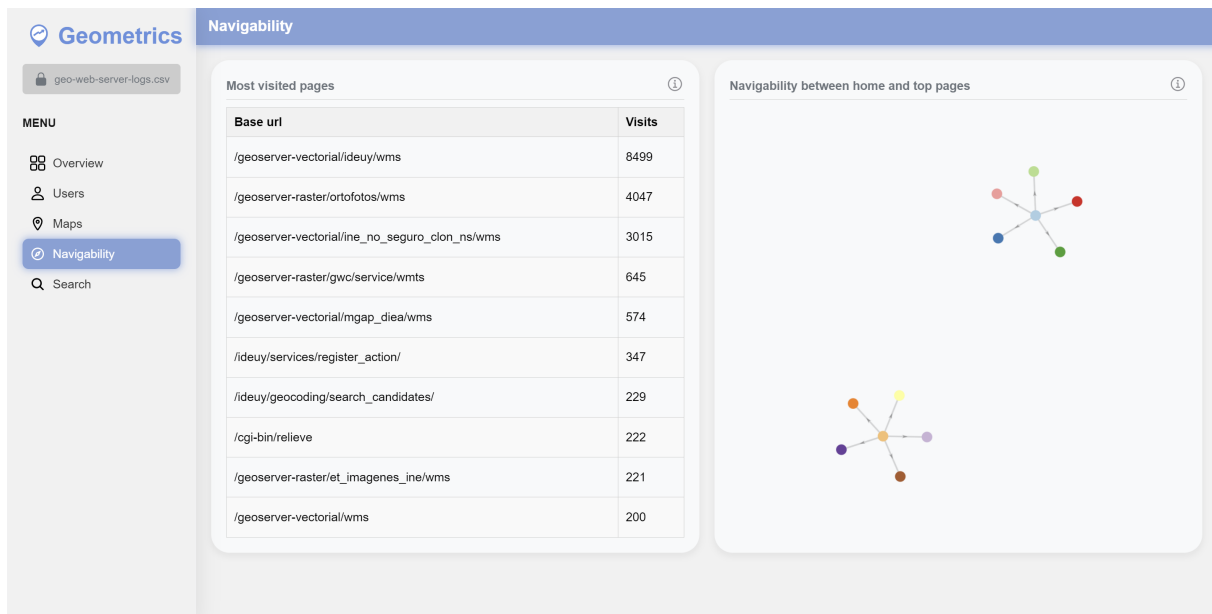 Geometrics
Navigability
geo-web-server-logs.csv
MENU
Overview
Users
Maps
Navigability
Search
Most visited pages
Base url Visits
/geoserver-vectorial/ideuy/wms 8499
/geoserver-raster/ortofotos/wms 4047
/geoserver-vectorial/ine_no_seguro_clon_ns/wms 3015
/geoserver-raster/gwc/service/wmts 645
/geoserver-vectorial/mgap_diea/wms 574
/ideuy/services/register_action/ 347
/ideuy/geocoding/search_candidates/ 229
/cgi-bin/relieve 222
/geoserver-raster/et_imagenes_ine/wms 221
/geoserver-vectorial/wms 200
Navigability between home and top pages